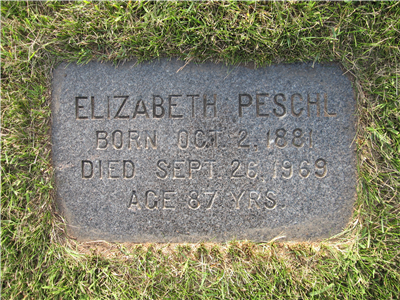 ELIZABETH PESCHL
BORN OCT. 2, 1881
DIED SEPT. 26, 1969
AGE 87 YRS.